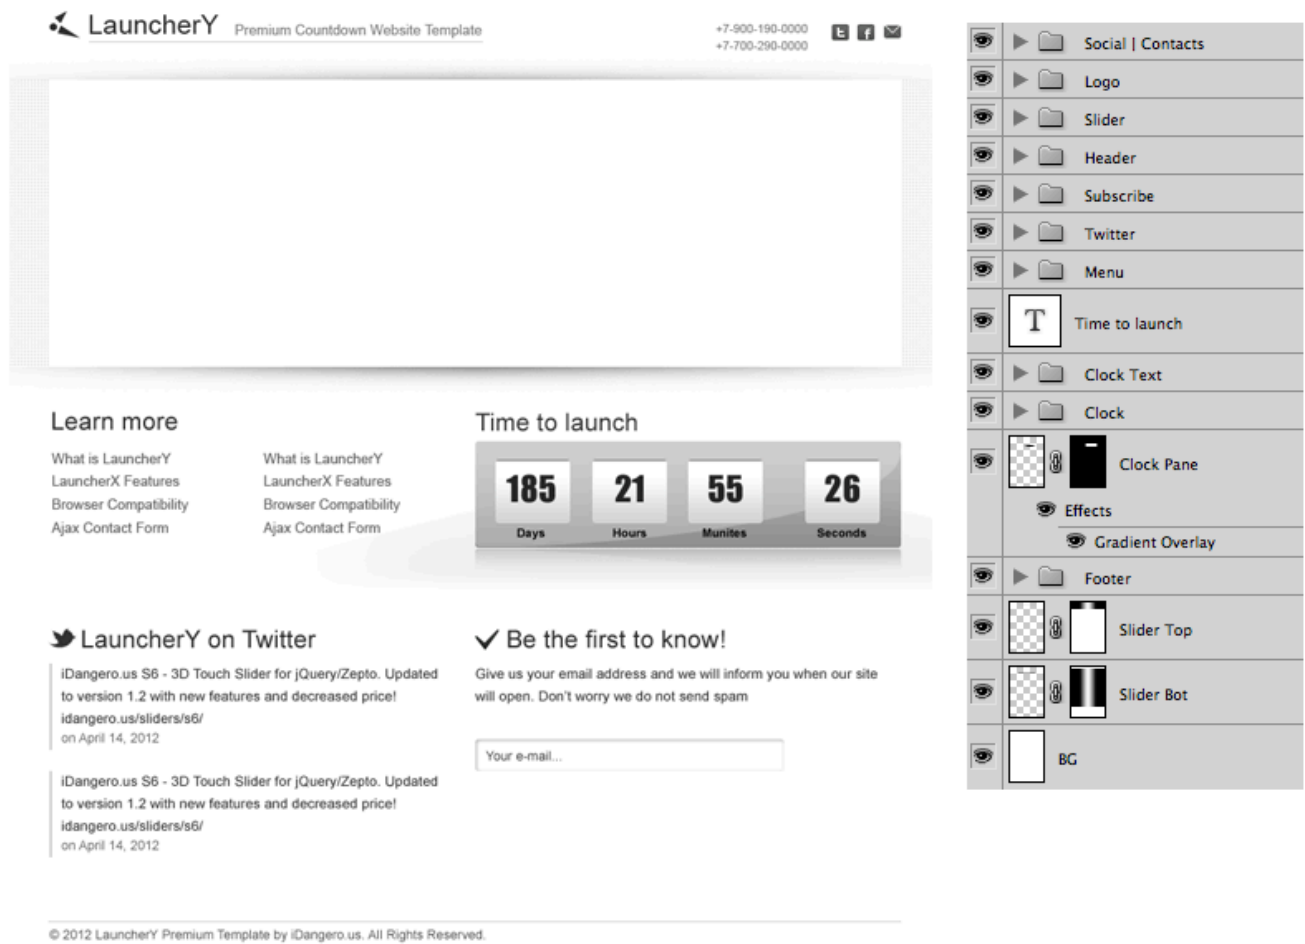 LauncherY Premium Countdown Website Template
+7-900-190-0000
+7-700-290-0000
Learn more
What is LauncherY
LauncherX Features
Browser Compatibility
Ajax Contact Form
What is LauncherY
LauncherX Features
Browser Compatibility
Ajax Contact Form
Time to launch
185 21 55 26
Days Hours Munites Seconds
LauncherY on Twitter
iDangero.us S6 - 3D Touch Slider for jQuery/Zepto. Updated
to version 1.2 with new features and decreased price!
idangero.us/sliders/s6/
on April 14, 2012
iDangero.us S6 - 3D Touch Slider for jQuery/Zepto. Updated
to version 1.2 with new features and decreased price!
idangero.us/sliders/s6/
on April 14, 2012
Be the first to know!
Give us your email address and we will inform you when our site
will open. Don't worry we do not send spam
Your e-mail...
© 2012 LauncherY Premium Template by iDangero.us. All Rights Reserved.
Social | Contacts
Logo
Slider
Header
Subscribe
Twitter
Menu
T Time to launch
Clock Text
Clock
Clock Pane
Effects
Gradient Overlay
Footer
Slider Top
Slider Bot
BG